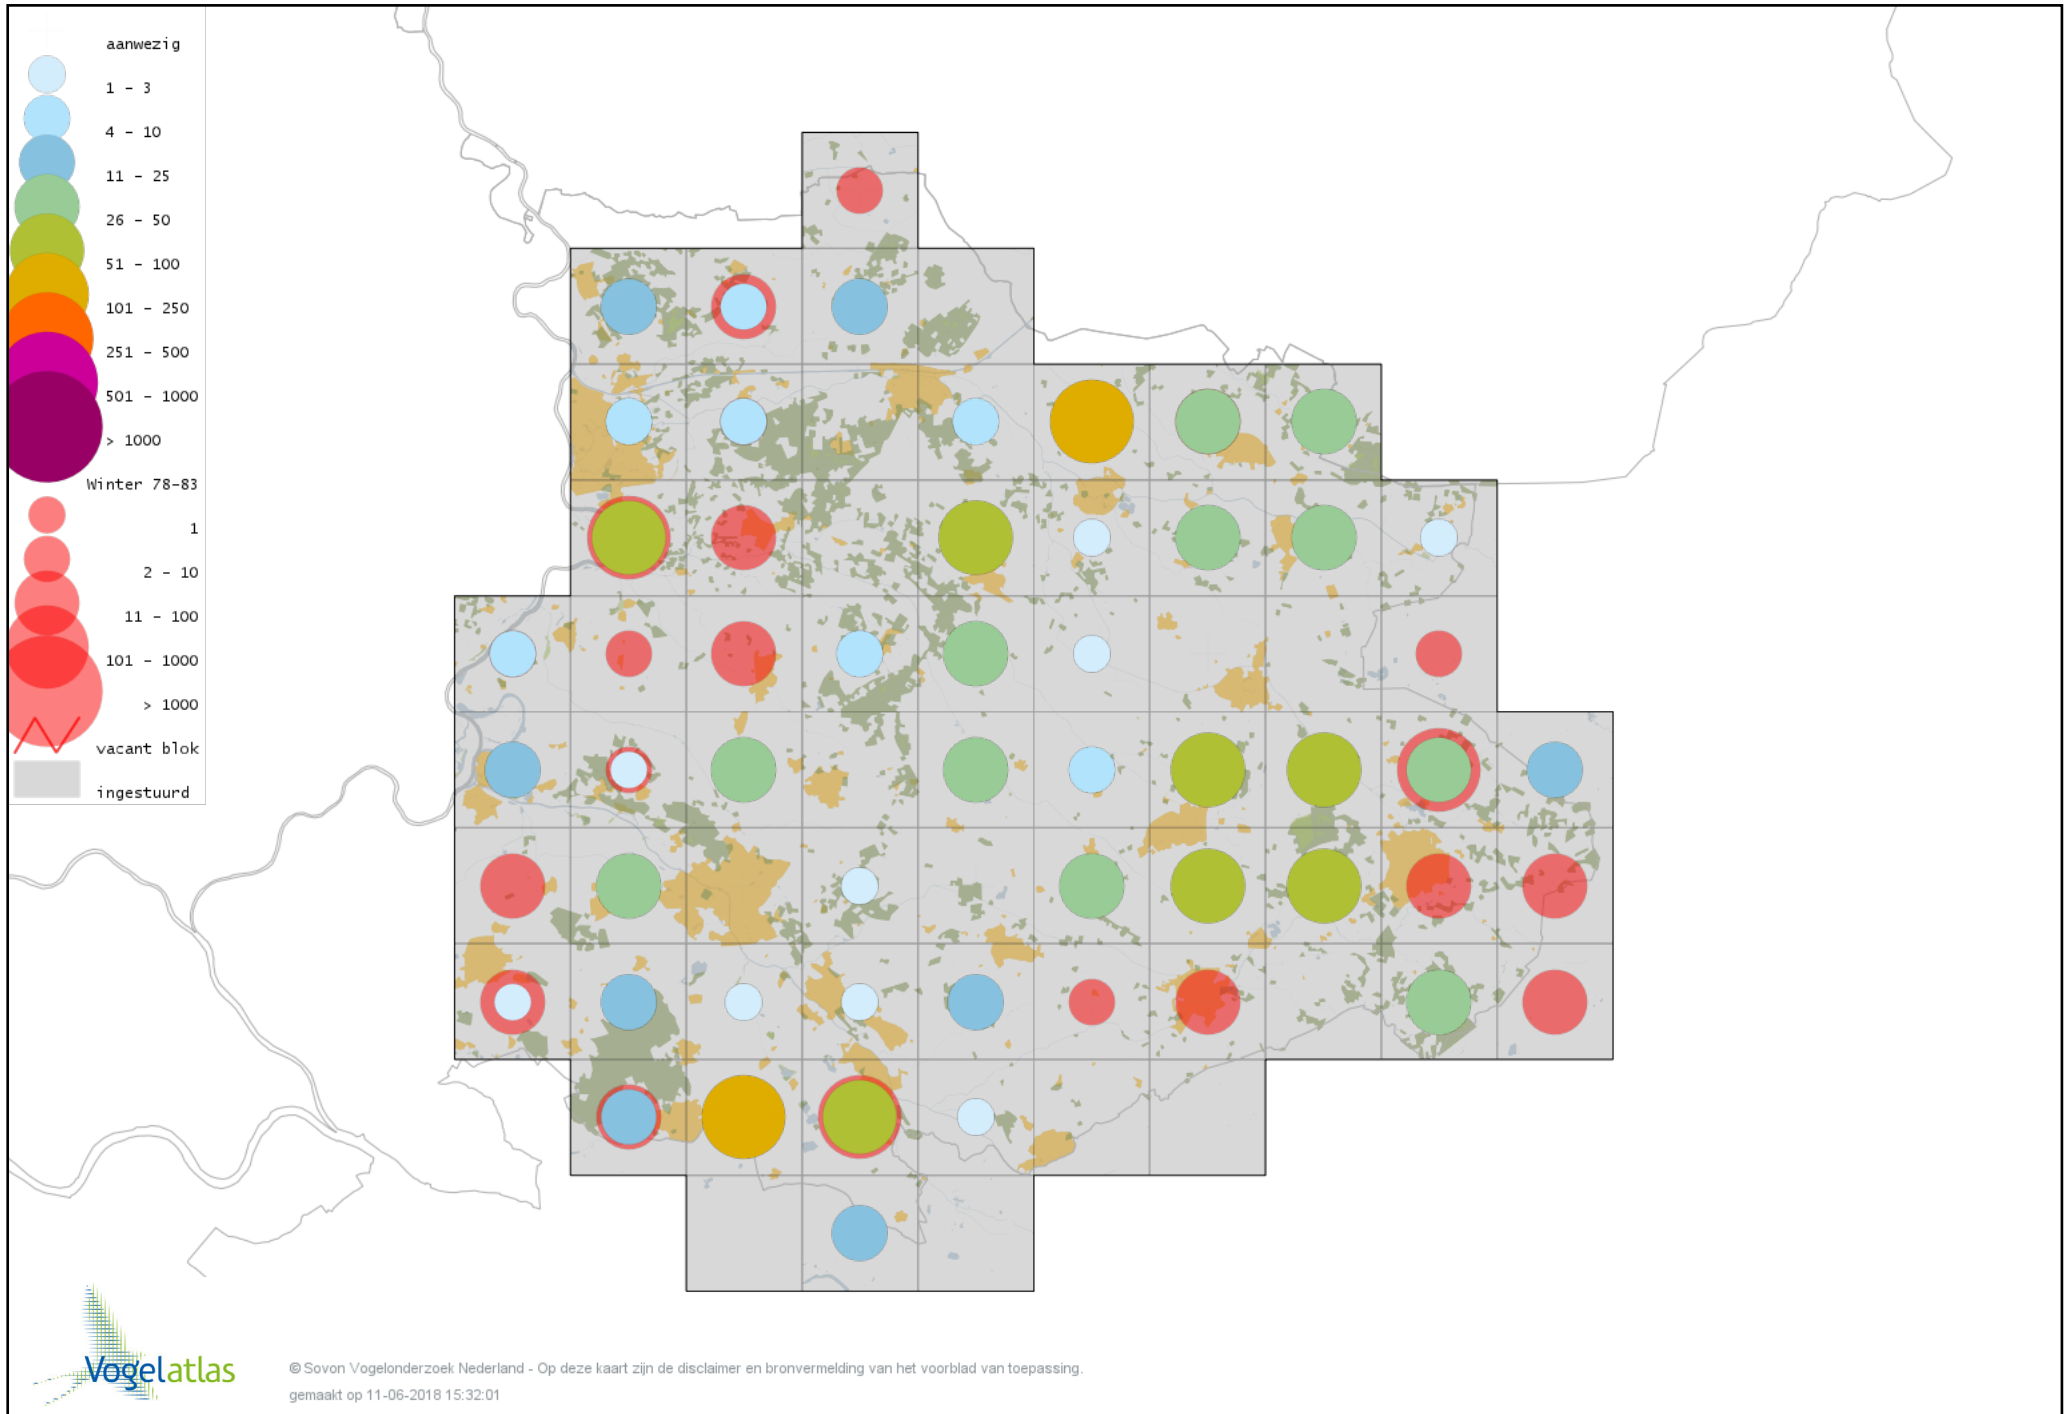 aanwezig
1 - 3
4 - 10
11 - 25
26 - 50
51 - 100
101 - 250
251 - 500
501 - 1000
> 1000
Winter 78-83
1
2 - 10
11 - 100
101 - 1000
> 1000
vacant blok
ingestuurd
Vogelatlas
© Sovon Vogelonderzoek Nederland - Op deze kaart zijn de disclaimer en bronvermelding van het voorblad van toepassing.
gemaakt op 11-06-2018 15:32:01